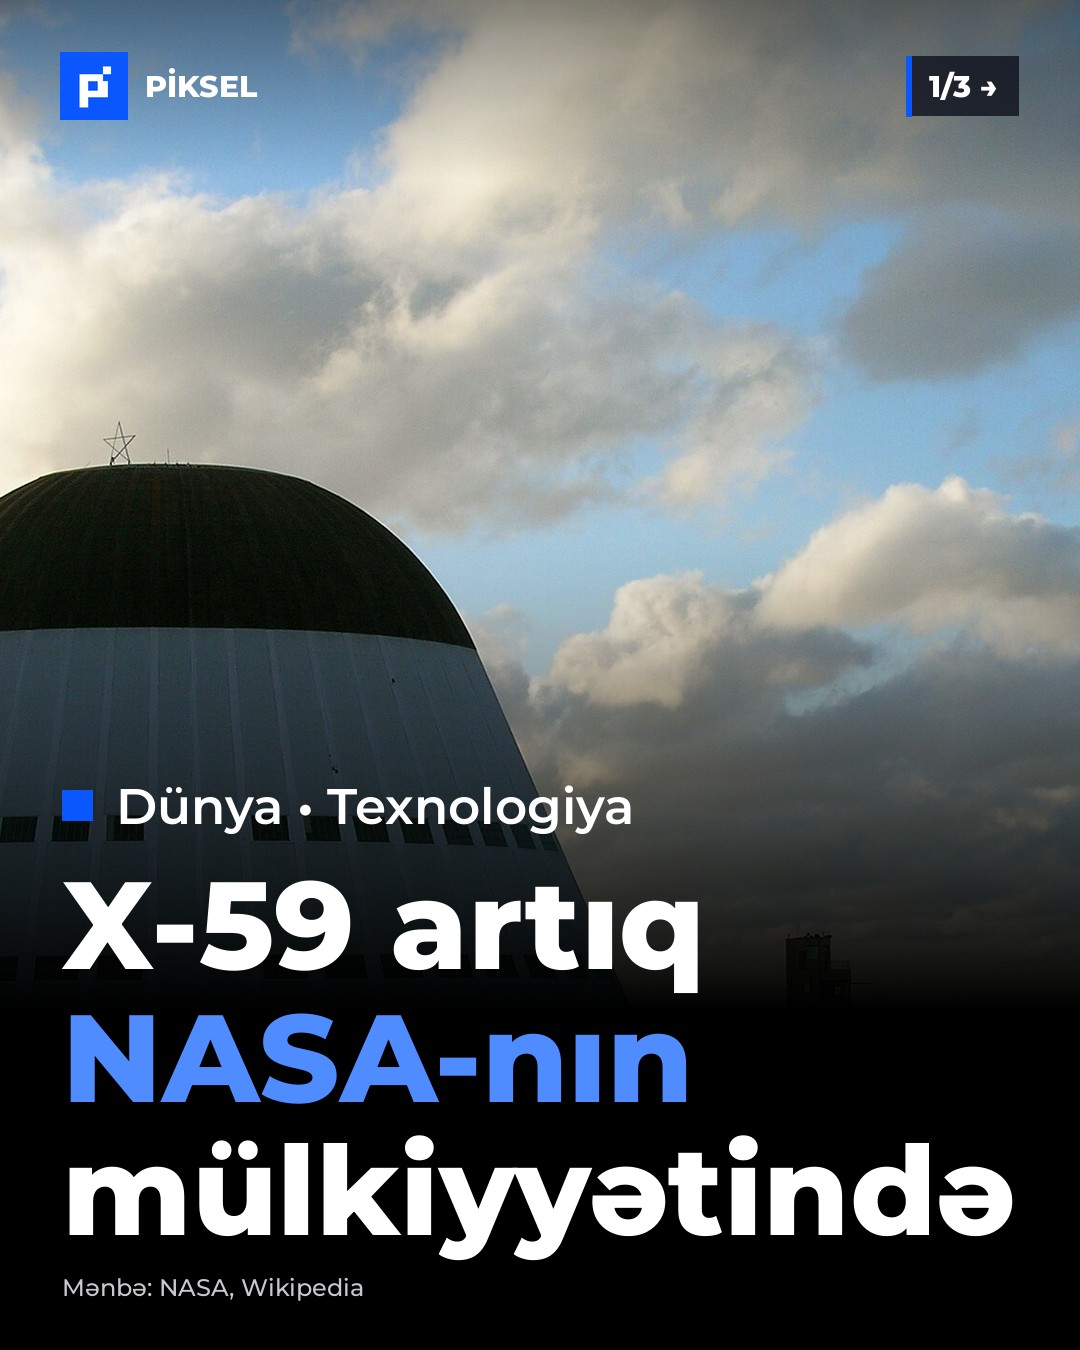 PİKSEL
1/3 →
Dünya • Texnologiya
X-59 artıq
NASA-nın
mülkiyyətində
Mənbə: NASA, Wikipedia